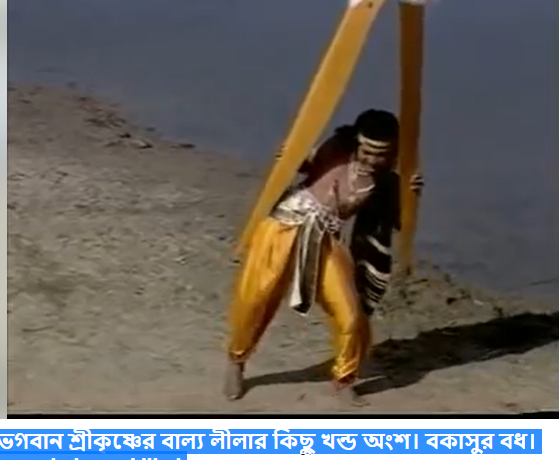 ভগবান শ্রীকৃষ্ণের বাল্য লীলার কিছু খন্ড অংশ। বকাসুর বধ।